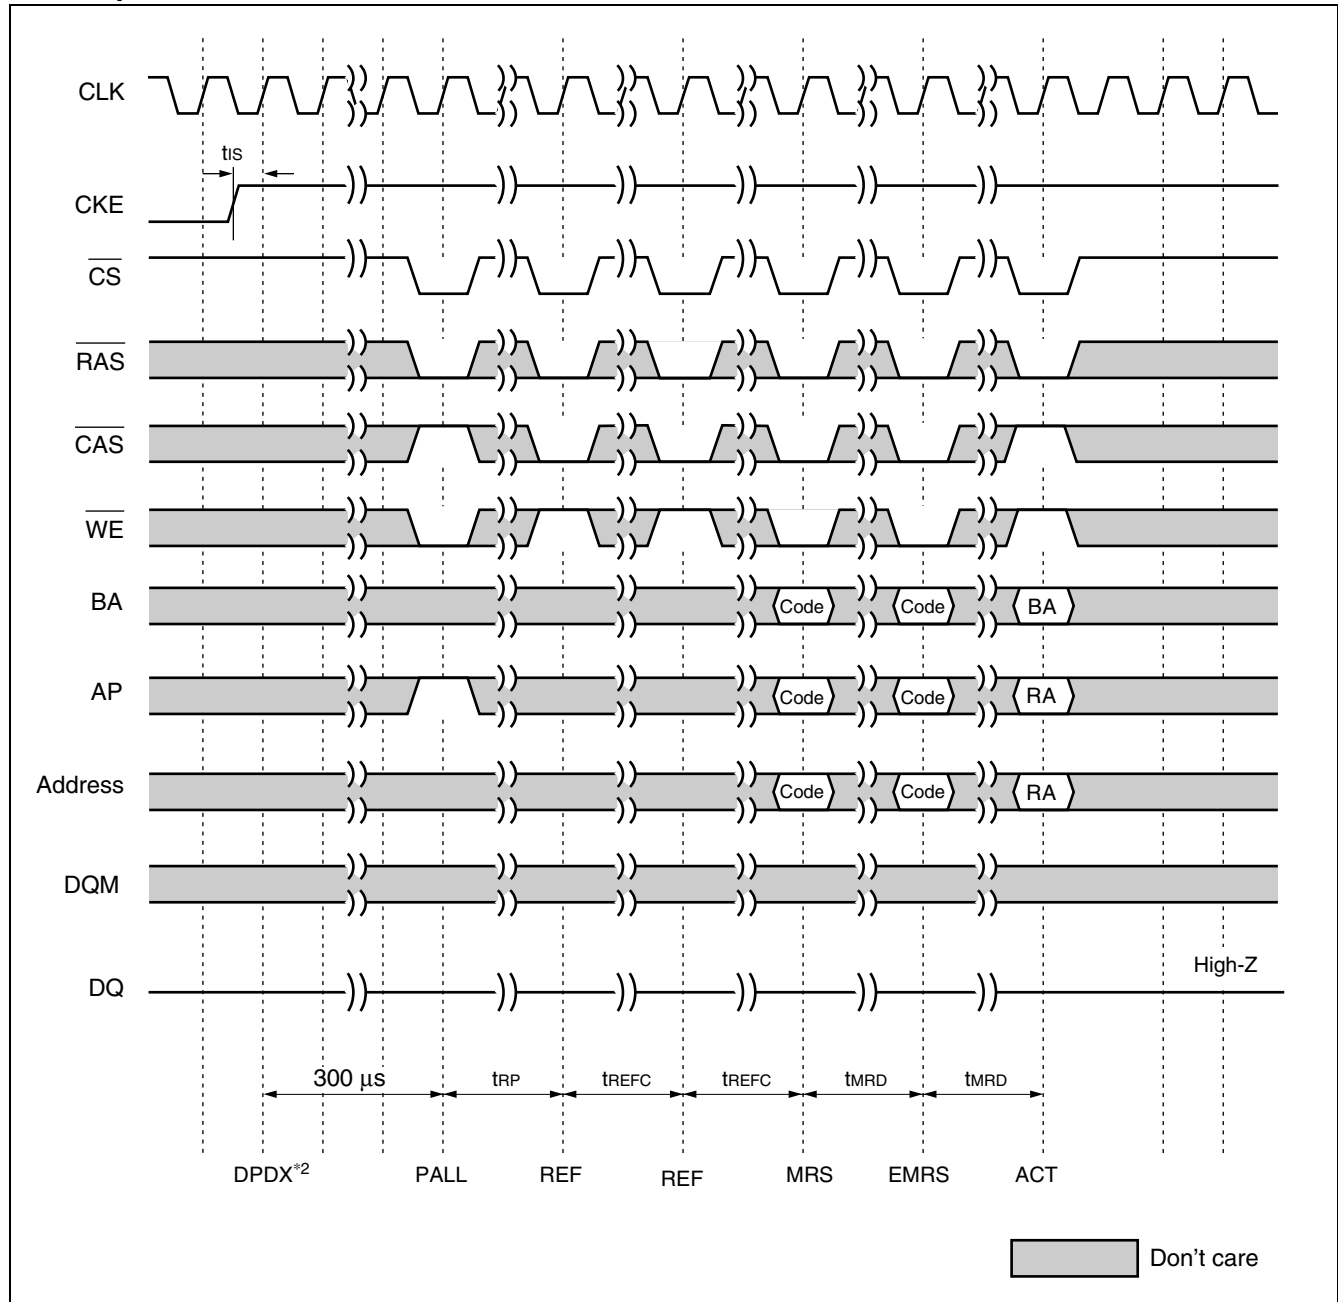 CLK
tIS
CKE
CS
RAS
CAS
WE
BA Code Code BA
AP Code Code RA
Address Code Code RA
DQM
High-Z
DQ
300 μs tRP tREFC tREFC tMRD tMRD
DPDX*2 PALL REF REF MRS EMRS ACT
Don't care